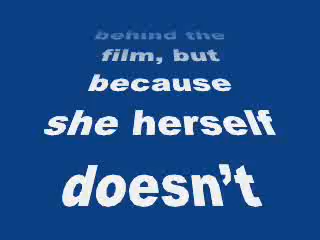 behind the
film, but
because
she herself
doesn't